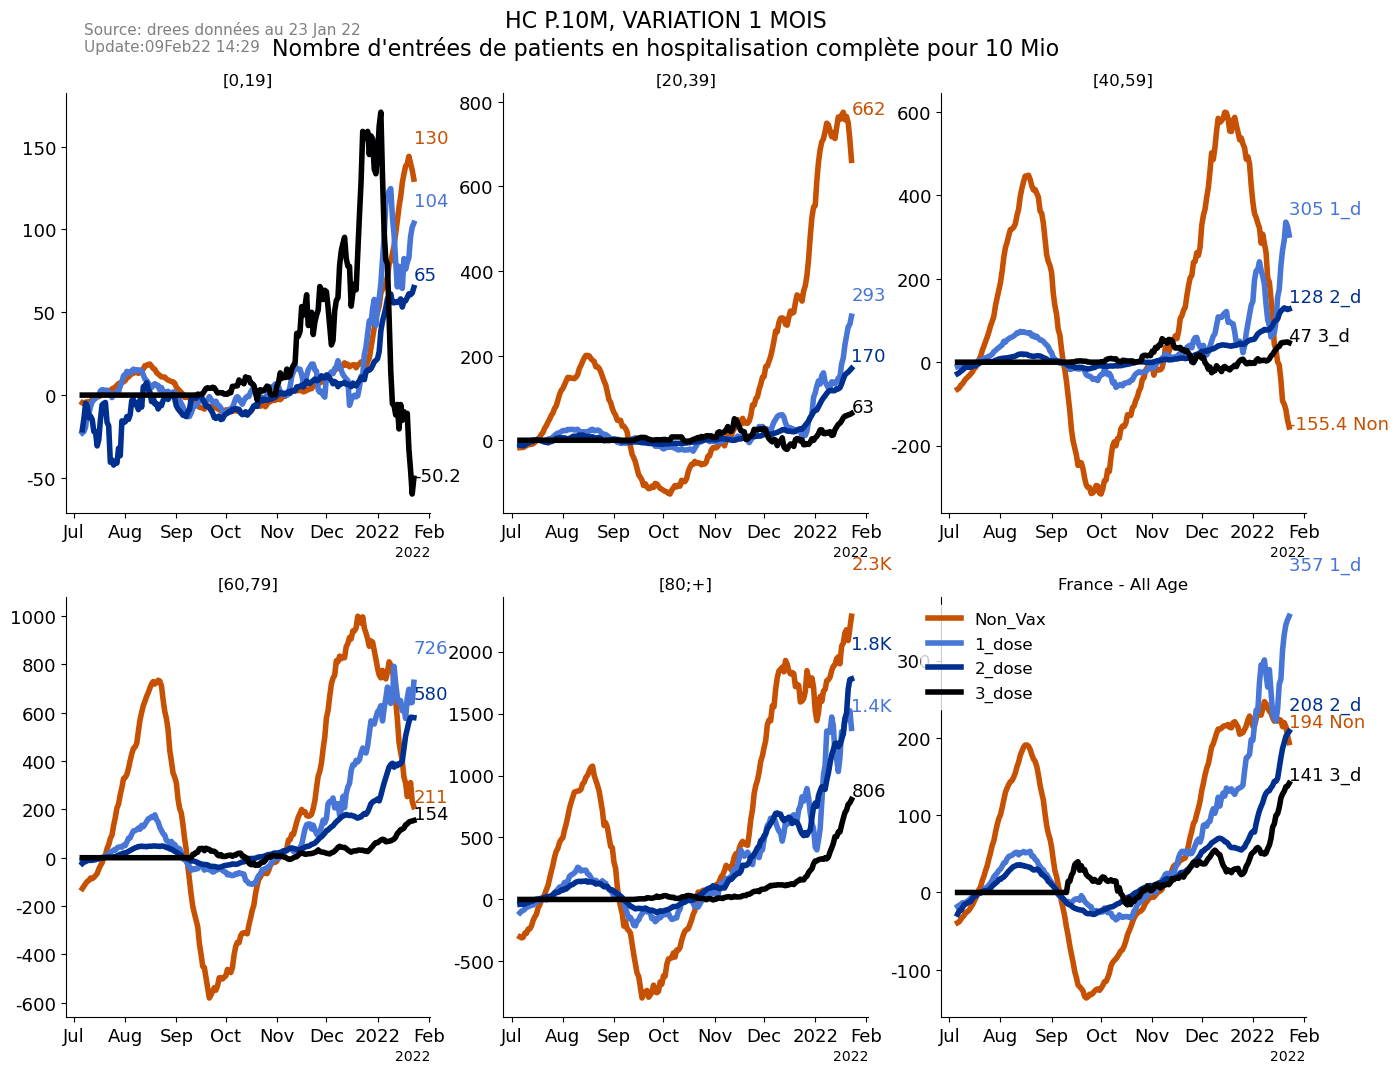 Source: drees données au 23 Jan 22
Update:09Feb22 14:29
HC P.10M, VARIATION 1 MOIS
Nombre d'entrées de patients en hospitalisation complète pour 10 Mio
[0,19]
150
100
50
0
-50
130
104
65
-50.2
Jul Aug Sep Oct Nov Dec 2022 Feb
2022
[20,39]
800
600
400
200
0
662
293
170
63
Jul Aug Sep Oct Nov Dec 2022 Feb
2022
[40,59]
600
400
200
0
-200
305 1_d
128 2_d
47 3_d
-155.4 Non
Jul Aug Sep Oct Nov Dec 2022 Feb
2022
[60,79]
1000
800
600
400
200
0
-200
-400
-600
726
580
211
154
Jul Aug Sep Oct Nov Dec 2022 Feb
2022
[80;+]
2000
1500
1000
500
0
-500
2.3K
1.8K
1.4K
806
Jul Aug Sep Oct Nov Dec 2022 Feb
2022
France - All Age
Non_Vax
1_dose
2_dose
3_dose
300
200
100
0
-100
357 1_d
208 2_d
194 Non
141 3_d
Jul Aug Sep Oct Nov Dec 2022 Feb
2022